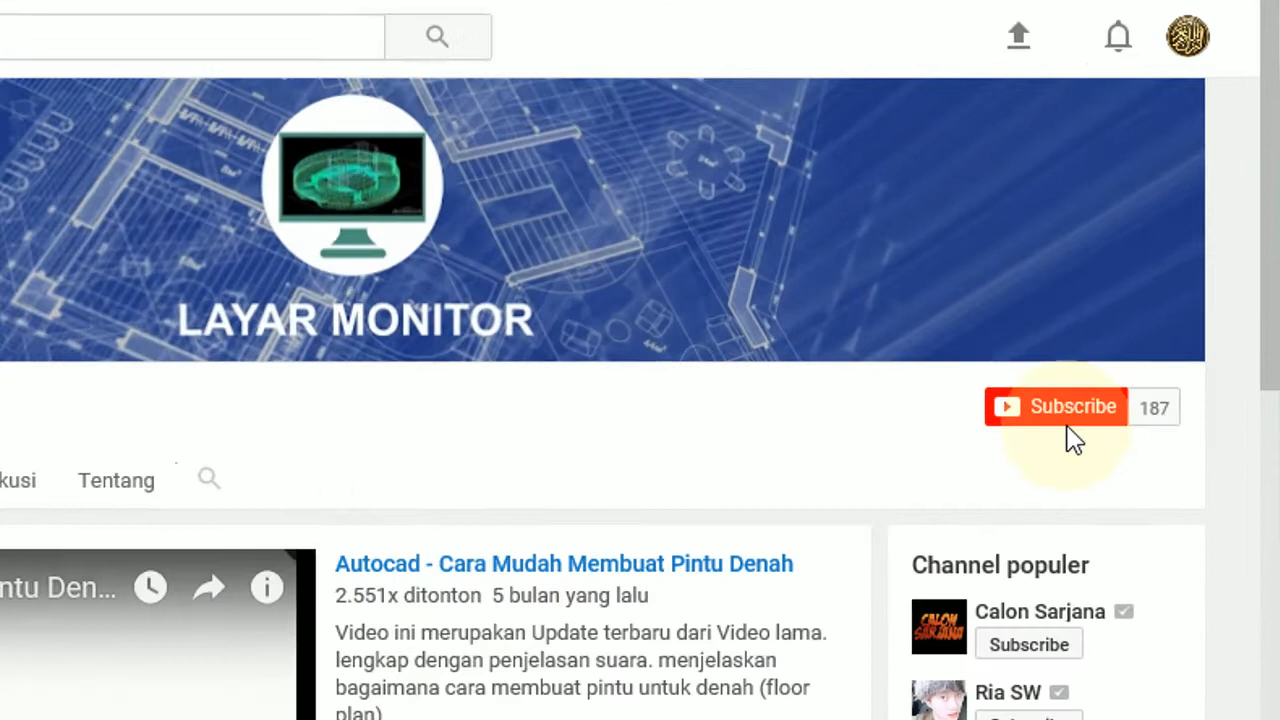 LAYAR MONITOR
Subscribe 187
kusi Tentang
ntu Den...
Autocad - Cara Mudah Membuat Pintu Denah
2.551x ditonton 5 bulan yang lalu
Video ini merupakan Update terbaru dari Video lama.
lengkap dengan penjelasan suara. menjelaskan
bagaimana cara membuat pintu untuk denah (floor
plan)
Channel populer
Calon Sarjana
Subscribe
Ria SW